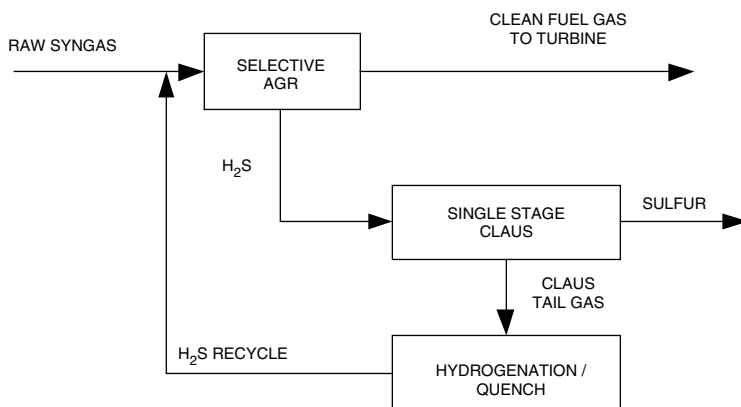 CLEAN FUEL GAS
TO TURBINE
RAW SYNGAS
SELECTIVE
AGR
H₂S
SINGLE STAGE
CLAUS
SULFUR
CLAUS
TAIL GAS
H₂S RECYCLE
HYDROGENATION /
QUENCH